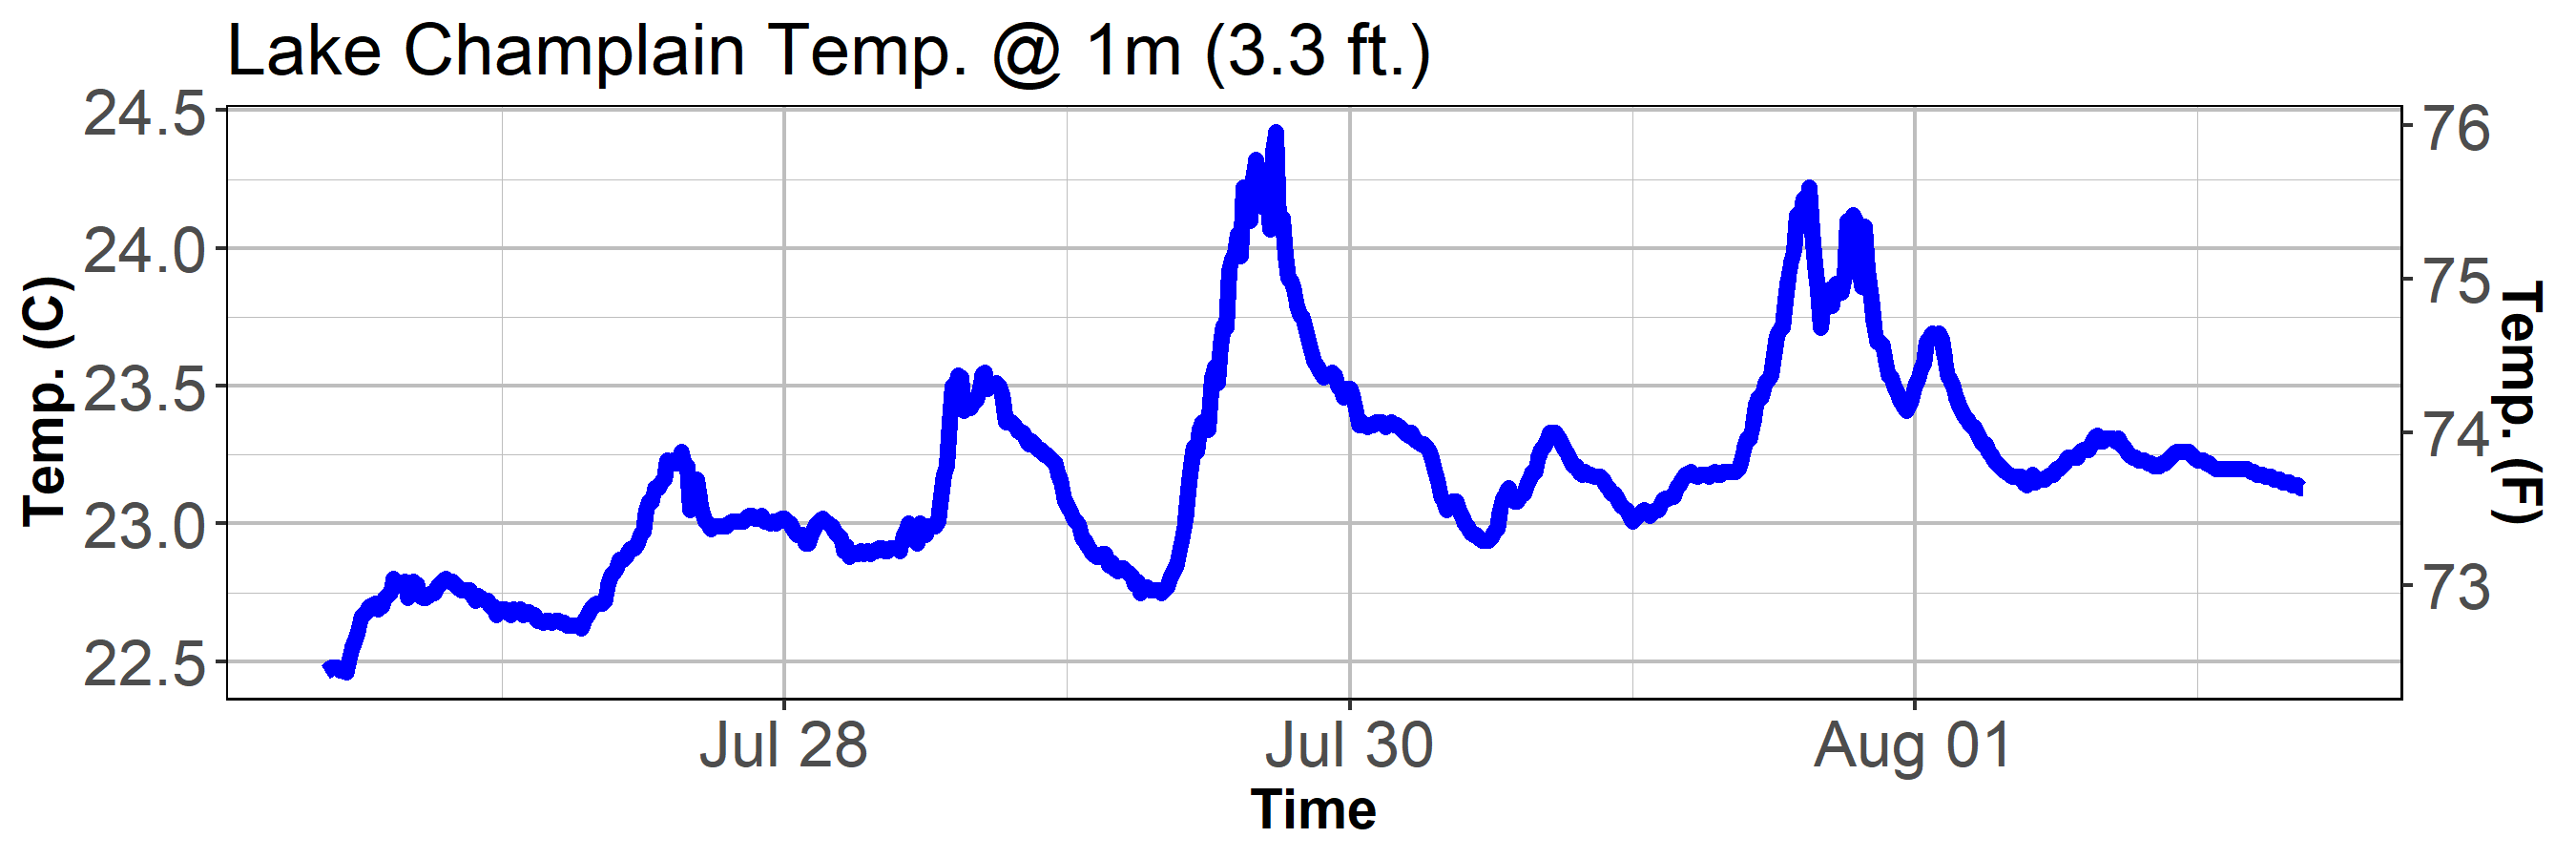 Lake Champlain Temp. @ 1m (3.3 ft.)
24.5
24.0
23.5
23.0
22.5
Temp. (C)
76
75
74
73
Temp. (F)
Jul 28
Jul 30
Aug 01
Time